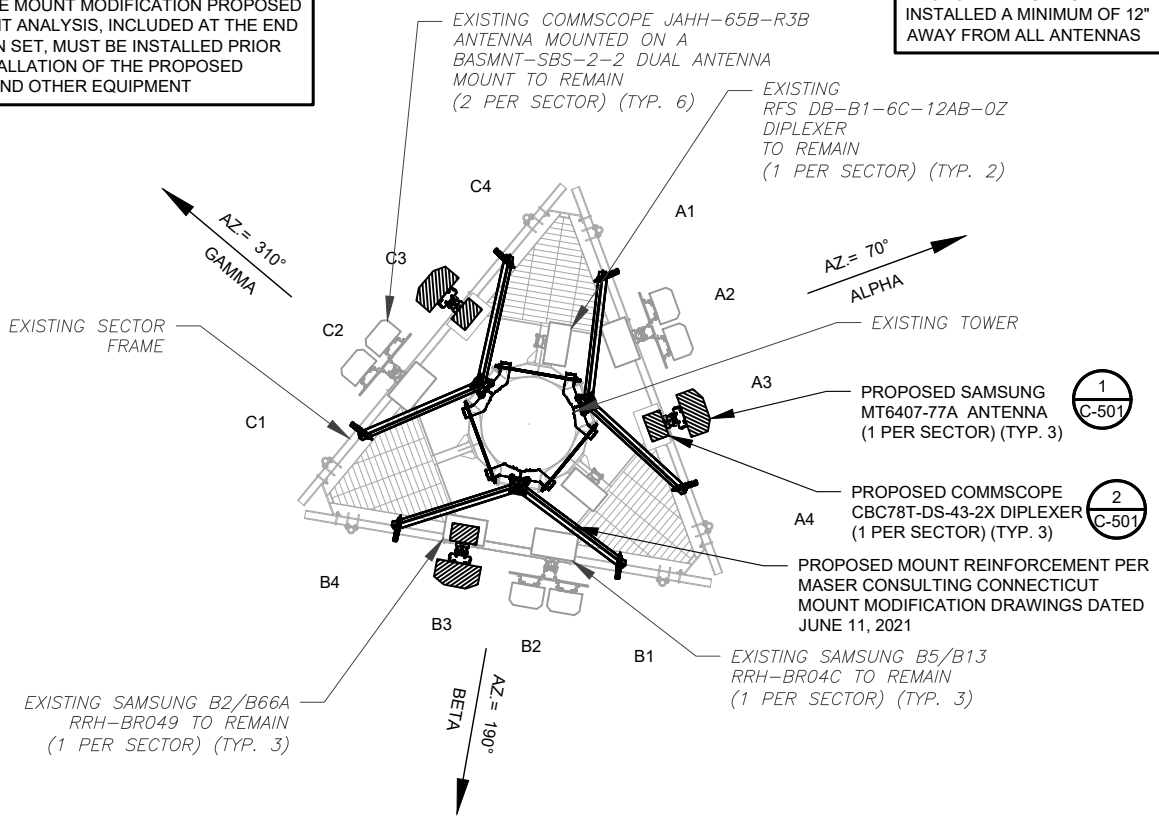 E MOUNT MODIFICATION PROPOSED
T ANALYSIS, INCLUDED AT THE END
N SET, MUST BE INSTALLED PRIOR
ALLATION OF THE PROPOSED
ND OTHER EQUIPMENT
EXISTING COMMSCOPE JAHH-65B-R3B
ANTENNA MOUNTED ON A
BASMNT-SBS-2-2 DUAL ANTENNA
MOUNT TO REMAIN
(2 PER SECTOR) (TYP. 6)
INSTALLED A MINIMUM OF 12"
AWAY FROM ALL ANTENNAS
EXISTING
RFS DB-B1-6C-12AB-0Z
DIPLEXER
TO REMAIN
(1 PER SECTOR) (TYP. 2)
C4
A1
AZ.= 310°
GAMMA
C3
AZ.= 70°
ALPHA
A2
EXISTING SECTOR
FRAME
C2
EXISTING TOWER
C1
A3
PROPOSED SAMSUNG
MT6407-77A ANTENNA
(1 PER SECTOR) (TYP. 3)
1
C-501
A4
PROPOSED COMMSCOPE
CBC78T-DS-43-2X DIPLEXER
(1 PER SECTOR) (TYP. 3)
2
C-501
PROPOSED MOUNT REINFORCEMENT PER
MASER CONSULTING CONNECTICUT
MOUNT MODIFICATION DRAWINGS DATED
JUNE 11, 2021
B4
B3
B2
B1
EXISTING SAMSUNG B5/B13
RRH-BR04C TO REMAIN
(1 PER SECTOR) (TYP. 3)
EXISTING SAMSUNG B2/B66A
RRH-BR049 TO REMAIN
(1 PER SECTOR) (TYP. 3)
AZ.= 190°
BETA